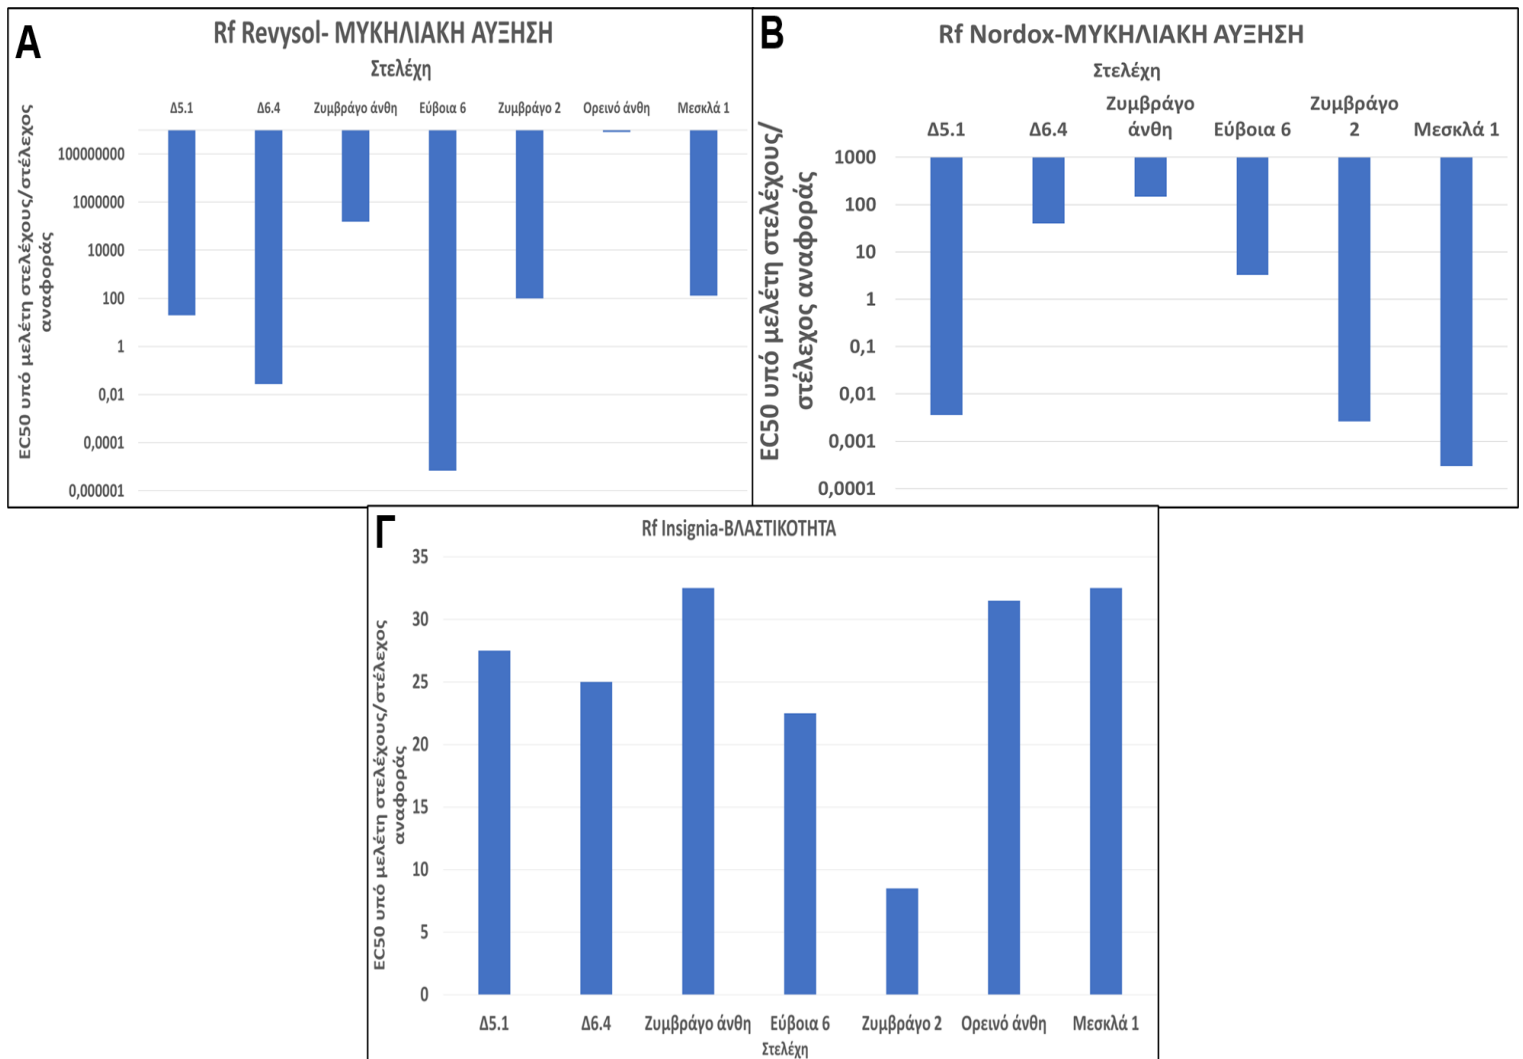 Α
Rf Revysol- ΜΥΚΗΛΙΑΚΗ ΑΥΞΗΣΗ
Στελέχη
Δ5.1 Δ6.4 Ζυμβράγο άνθη Εύβοια 6 Ζυμβράγο 2 Ορεινό άνθη Μεσκλά 1
EC50 υπό μελέτη στελέχους/στέλεχος
αναφοράς
100000000
1000000
10000
100
1
0,01
0,0001
0,000001
Β
Rf Nordox-ΜΥΚΗΛΙΑΚΗ ΑΥΞΗΣΗ
Στελέχη
Δ5.1 Δ6.4 Ζυμβράγο
άνθη Εύβοια 6 Ζυμβράγο
2 Μεσκλά 1
EC50 υπό μελέτη στελέχους/
στέλεχος αναφοράς
1000
100
10
1
0,1
0,01
0,001
0,0001
Γ
Rf Insignia-ΒΛΑΣΤΙΚΟΤΗΤΑ
EC50 υπό μελέτη στελέχους/στέλεχος
αναφοράς
35
30
25
20
15
10
5
0
Δ5.1 Δ6.4 Ζυμβράγο άνθη Εύβοια 6 Ζυμβράγο 2 Ορεινό άνθη Μεσκλά 1
Στελέχη